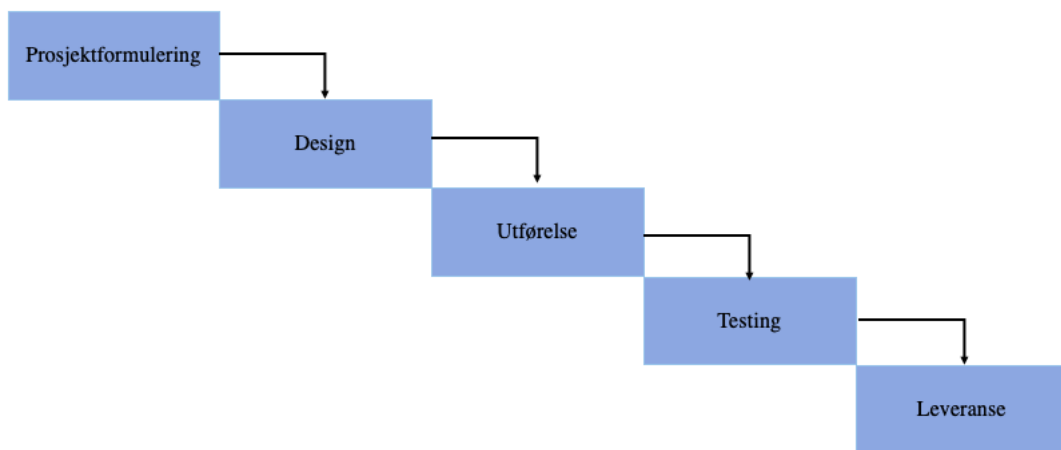 Prosjektformulering
Design
Utførelse
Testing
Leveranse